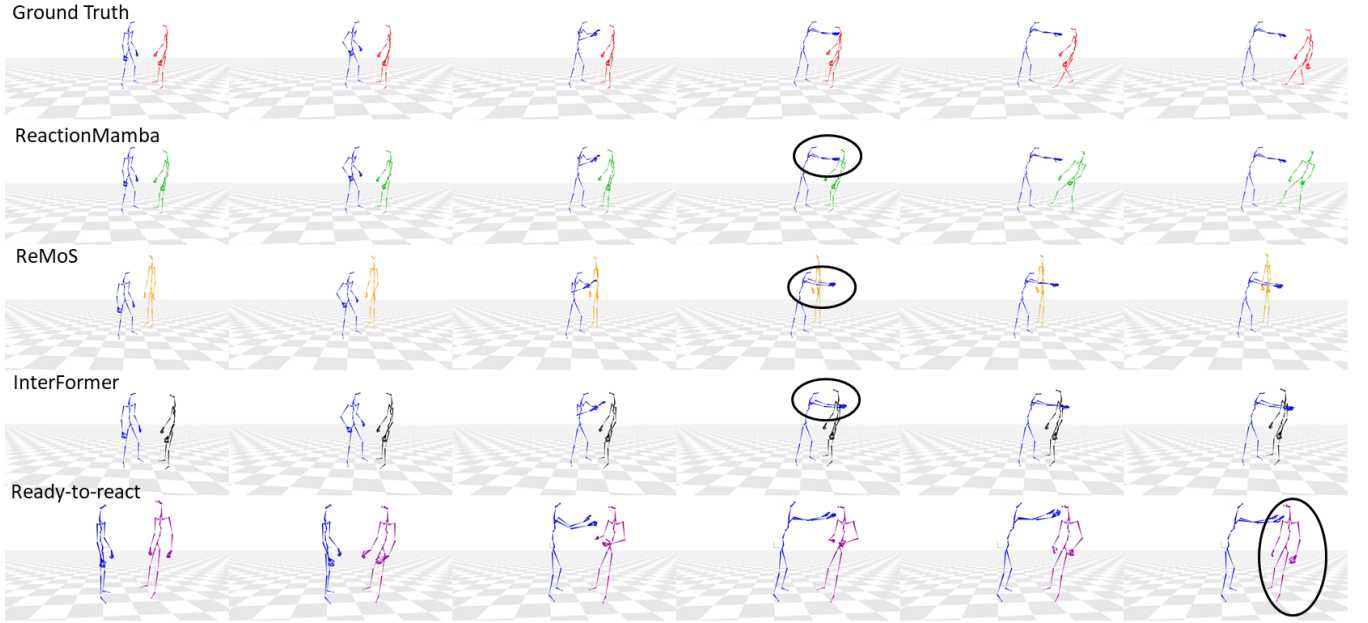 Ground Truth
ReactionMamba
ReMoS
InterFormer
Ready-to-react